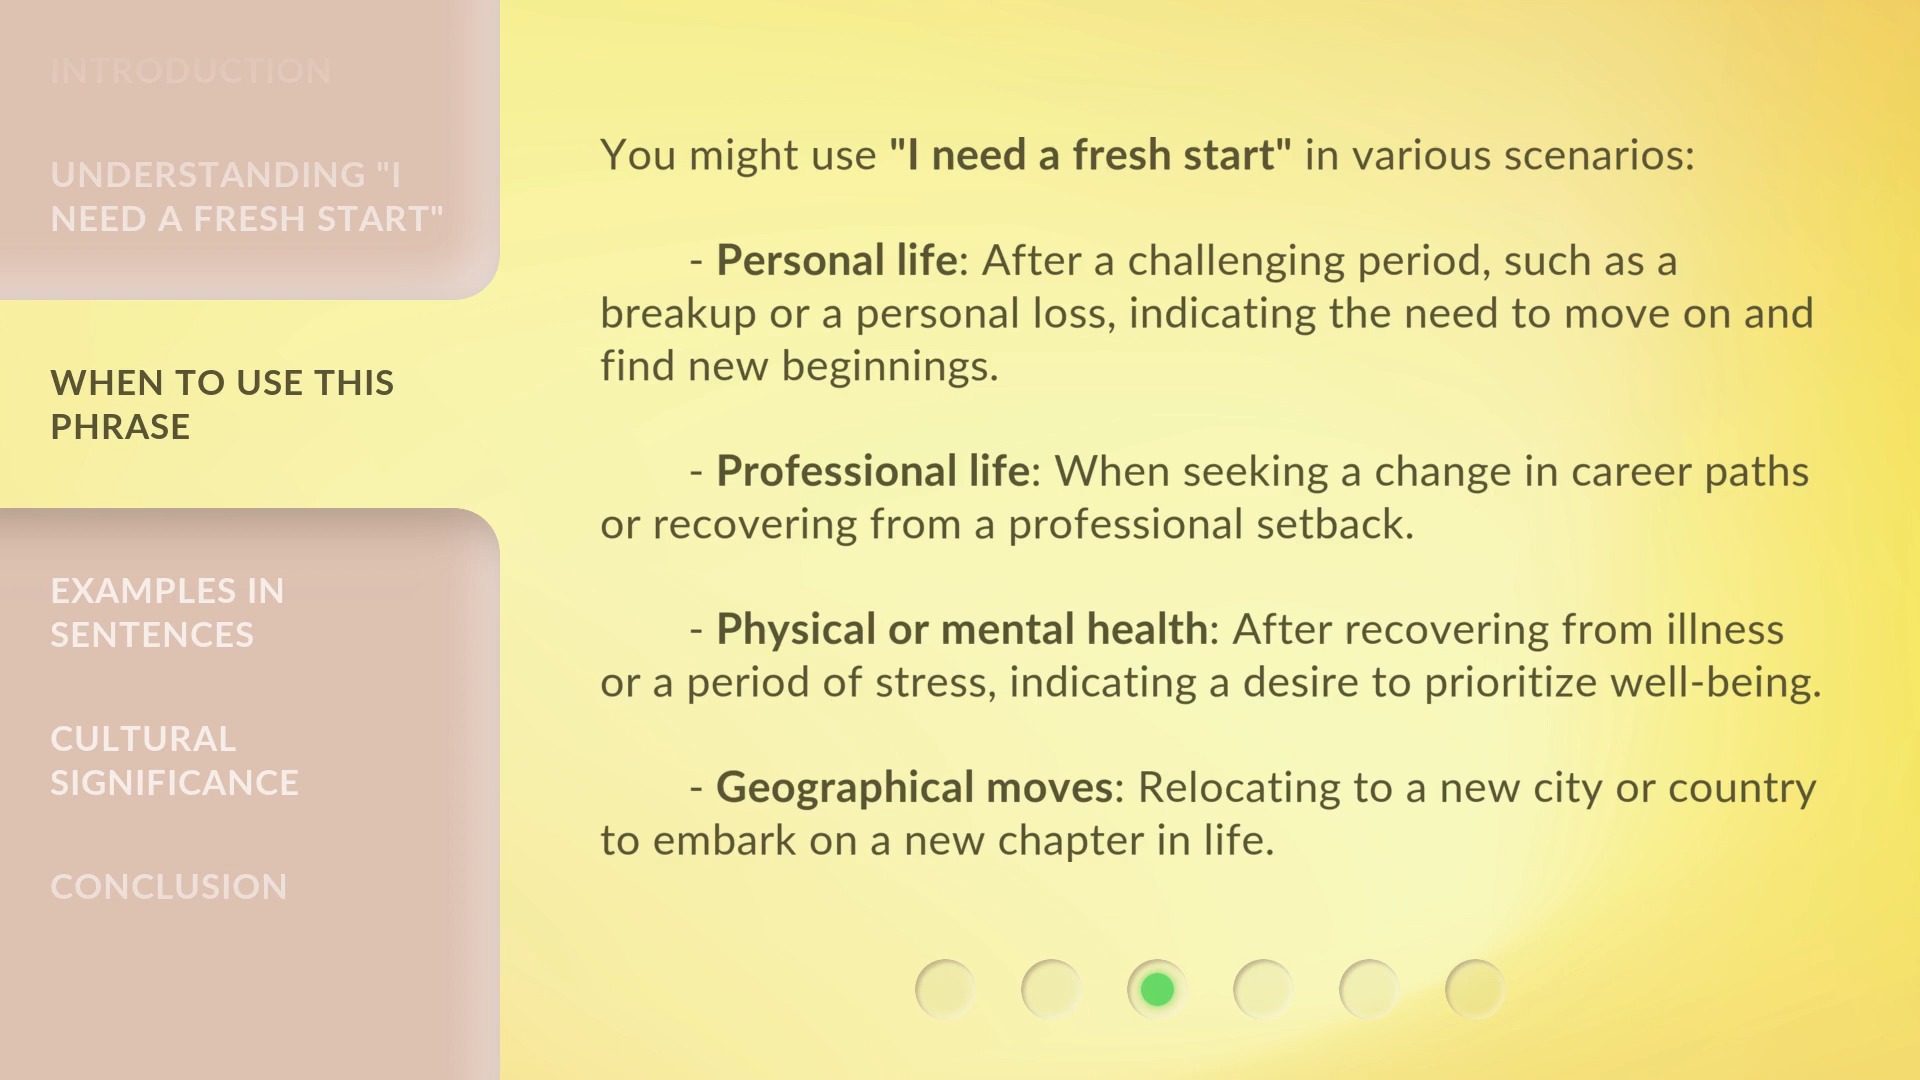 INTRODUCTION
UNDERSTANDING "I
NEED A FRESH START"
WHEN TO USE THIS
PHRASE
EXAMPLES IN
SENTENCES
CULTURAL
SIGNIFICANCE
CONCLUSION
You might use "I need a fresh start" in various scenarios:
- Personal life: After a challenging period, such as a
breakup or a personal loss, indicating the need to move on and
find new beginnings.
- Professional life: When seeking a change in career paths
or recovering from a professional setback.
- Physical or mental health: After recovering from illness
or a period of stress, indicating a desire to prioritize well-being.
- Geographical moves: Relocating to a new city or country
to embark on a new chapter in life.